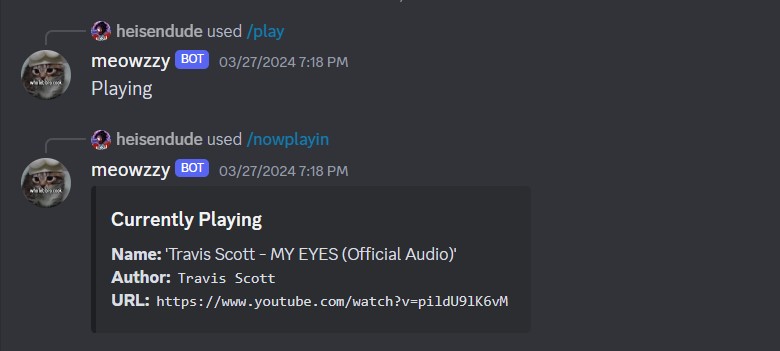 heisendude used /play
meowzzy BOT 03/27/2024 7:18 PM
Playing
heisendude used /nowplayin
meowzzy BOT 03/27/2024 7:18 PM
Currently Playing
Name: 'Travis Scott - MY EYES (Official Audio)'
Author: Travis Scott
URL: https://www.youtube.com/watch?v=pildU9lK6vM